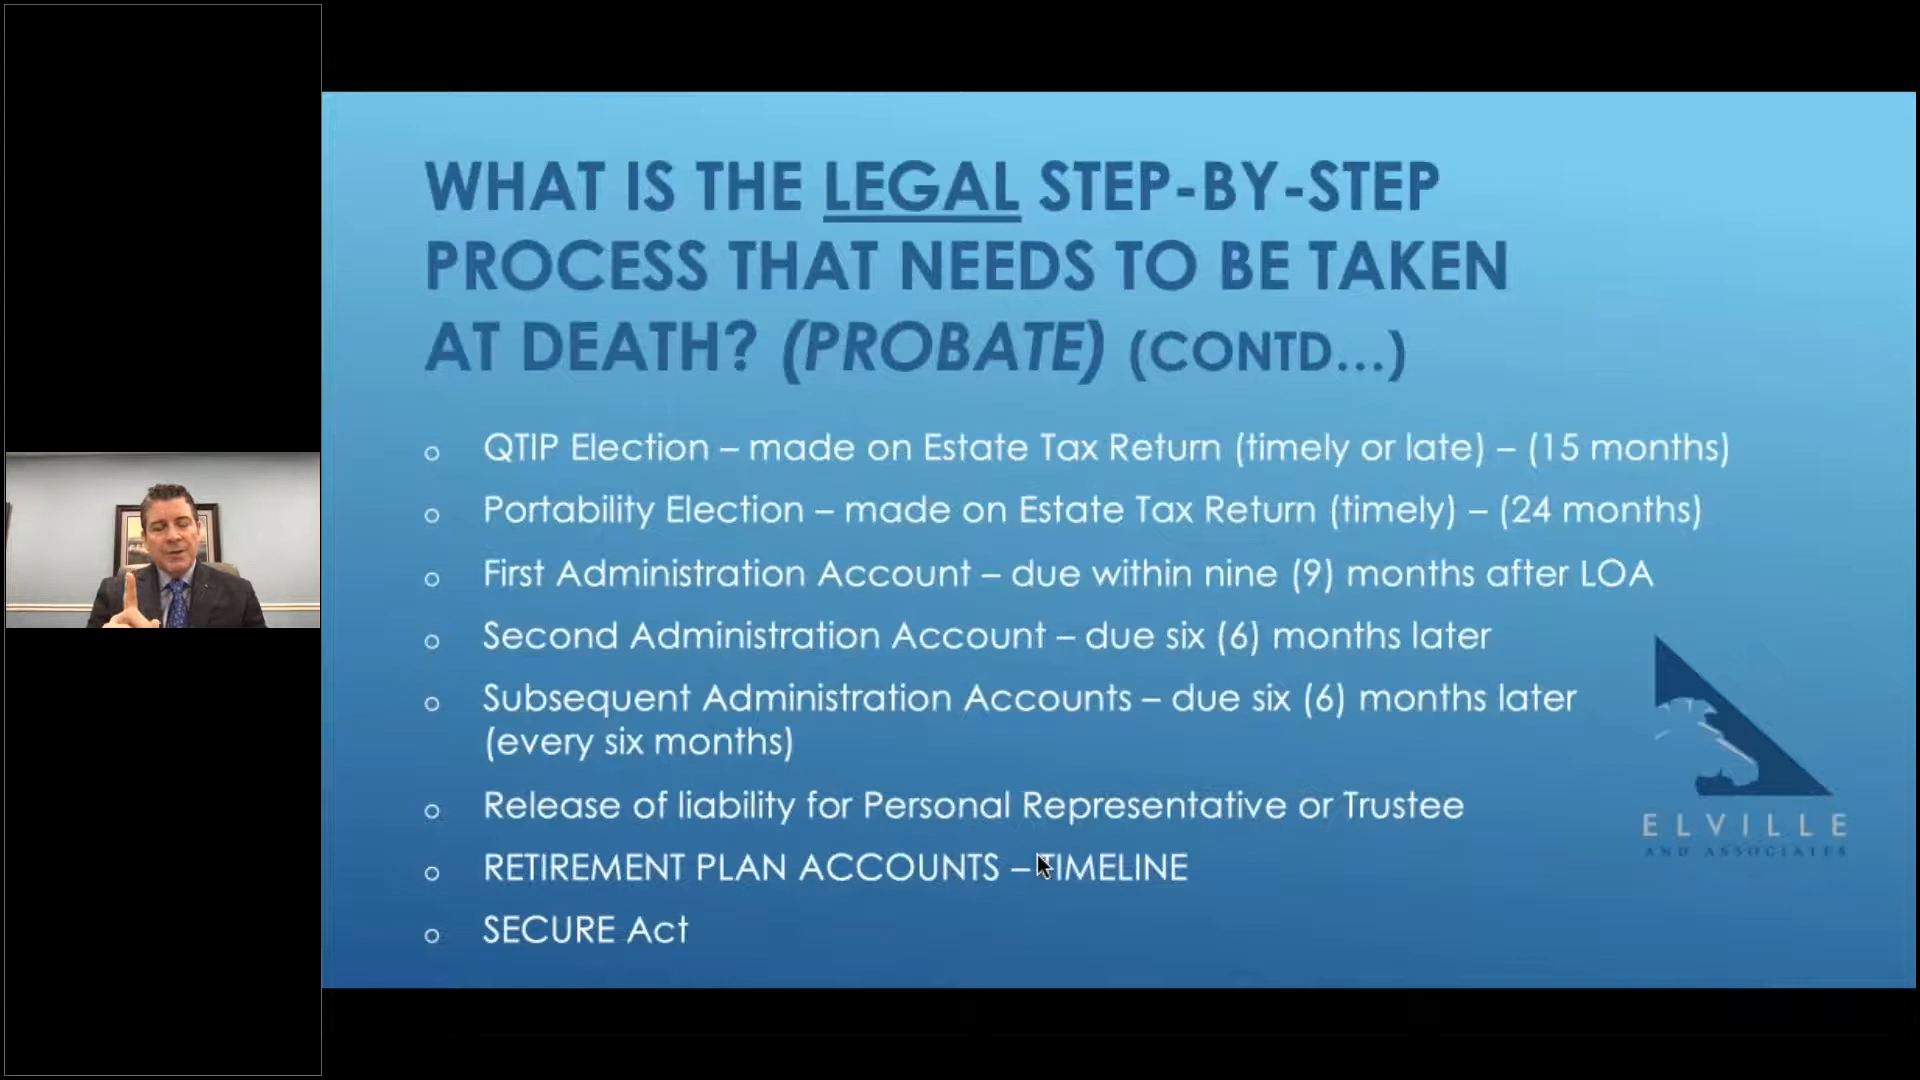 WHAT IS THE LEGAL STEP-BY-STEP
PROCESS THAT NEEDS TO BE TAKEN
AT DEATH? (PROBATE) (CONTD...)
QTIP Election – made on Estate Tax Return (timely or late) – (15 months)
Portability Election – made on Estate Tax Return (timely) – (24 months)
First Administration Account – due within nine (9) months after LOA
Second Administration Account – due six (6) months later
Subsequent Administration Accounts – due six (6) months later
(every six months)
Release of liability for Personal Representative or Trustee
RETIREMENT PLAN ACCOUNTS – TIMELINE
SECURE Act
ELVILLE
AND ASSOCIATES